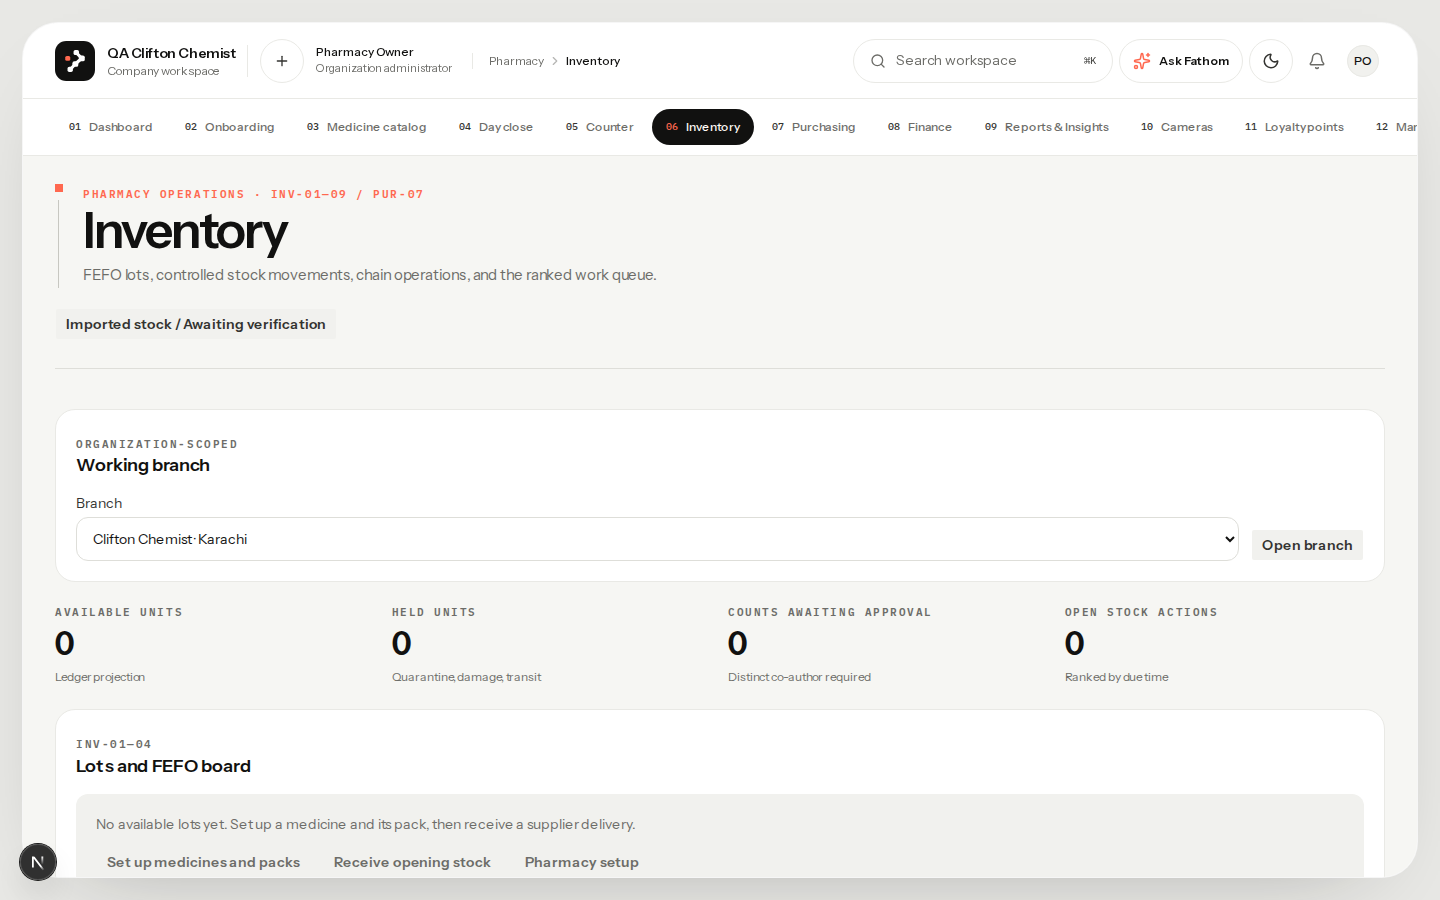 QA Clifton Chemist
Company workspace
Pharmacy Owner
Organization administrator
Pharmacy > Inventory
Search workspace ⌘K
Ask Fathom
PO
01 Dashboard
02 Onboarding
03 Medicine catalog
04 Day close
05 Counter
06 Inventory
07 Purchasing
08 Finance
09 Reports & Insights
10 Cameras
11 Loyalty points
12 Mar
PHARMACY OPERATIONS · INV-01—09 / PUR-07
Inventory
FEFO lots, controlled stock movements, chain operations, and the ranked work queue.
Imported stock / Awaiting verification
ORGANIZATION-SCOPED
Working branch
Branch
Clifton Chemist · Karachi
Open branch
AVAILABLE UNITS
0
Ledger projection
HELD UNITS
0
Quarantine, damage, transit
COUNTS AWAITING APPROVAL
0
Distinct co-author required
OPEN STOCK ACTIONS
0
Ranked by due time
INV-01—04
Lots and FEFO board
No available lots yet. Set up a medicine and its pack, then receive a supplier delivery.
Set up medicines and packs
Receive opening stock
Pharmacy setup
N